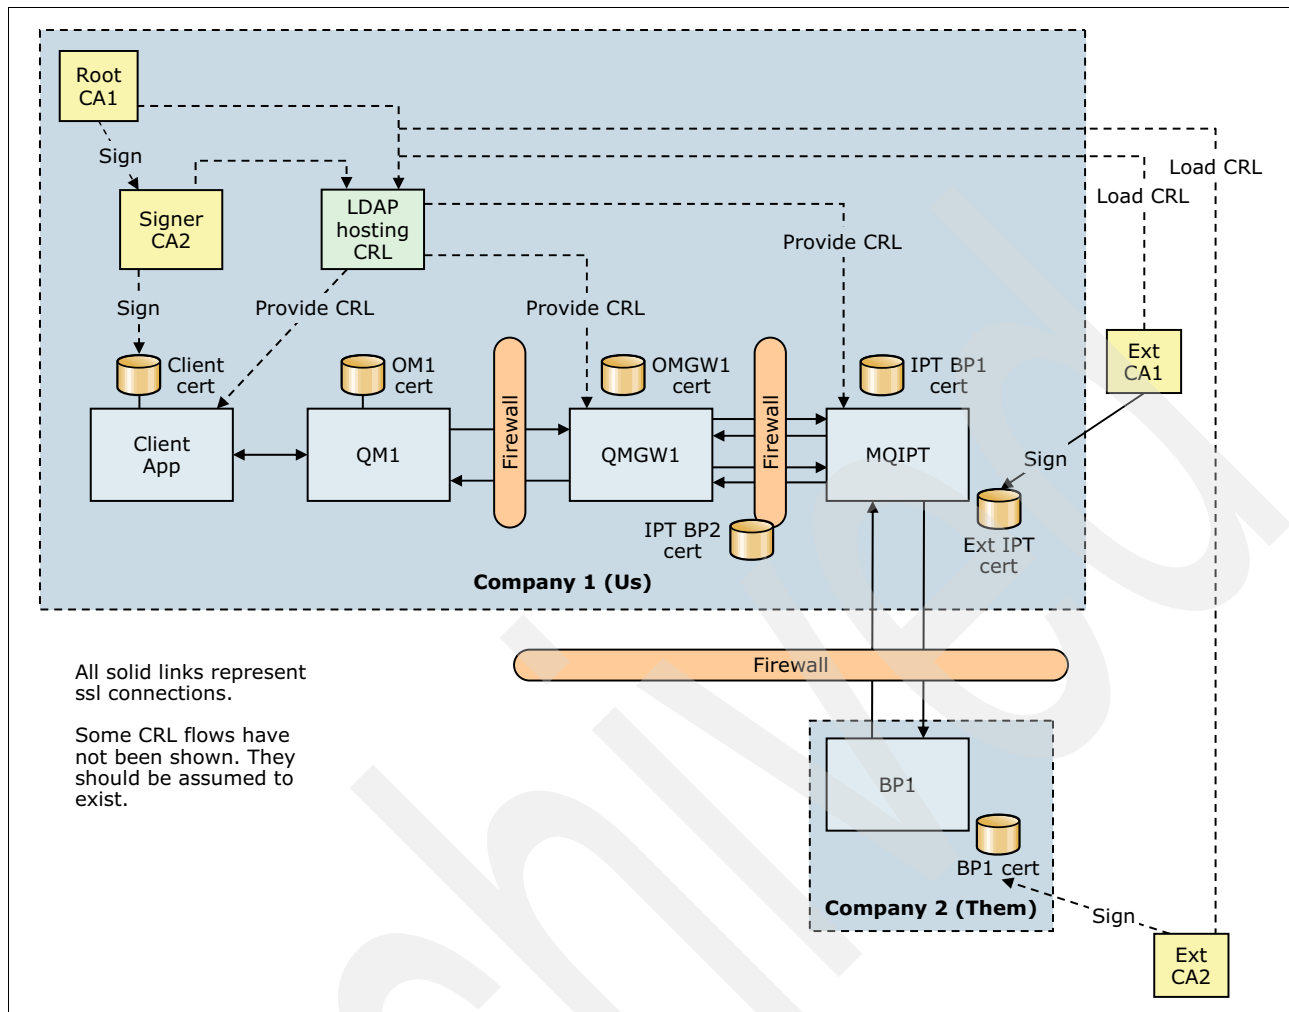 Root
CA1
Sign
Signer
CA2
LDAP
hosting
CRL
Load CRL
Load CRL
Provide CRL
Sign
Provide CRL
Provide CRL
Client
cert
OM1
cert
Firewall
OMGW1
cert
Firewall
IPT BP1
cert
Ext
CA1
Client
App
QM1
QMGW1
MQIPT
Sign
IPT BP2
cert
Ext IPT
cert
Company 1 (Us)
All solid links represent
ssl connections.
Some CRL flows have
not been shown. They
should be assumed to
exist.
Firewall
BP1
BP1 cert
Company 2 (Them)
Sign
Ext
CA2